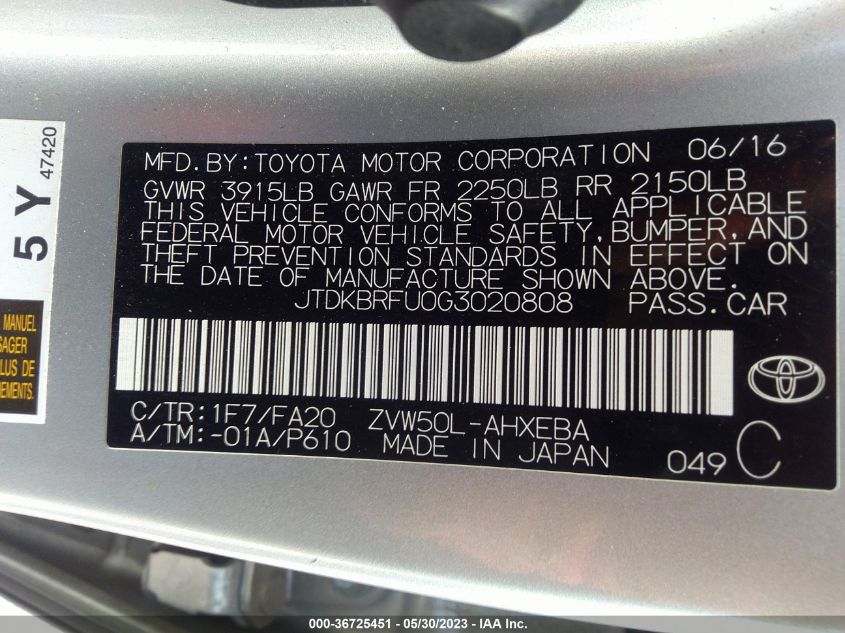 MFD.BY:TOYOTA MOTOR CORPORATION 06/16
GVWR 3915LB GAWR FR 2250LB RR 2150LB
THIS VEHICLE CONFORMS TO ALL APPLICABLE
FEDERAL MOTOR VEHICLE SAFETY,BUMPER,AND
THEFT PREVENTION STANDARDS IN EFFECT ON
THE DATE OF MANUFACTURE SHOWN ABOVE.
JTDKBRFU0G3020808 PASS.CAR
C/TR:1F7/FA20 ZVW50L-AHXEBA
A/TM:-01A/P610 MADE IN JAPAN 049 C
5 Y
47420
MANUEL
SAGER
LUS DE
NEMENTS.
000-36725451 - 05/30/2023 - IAA Inc.